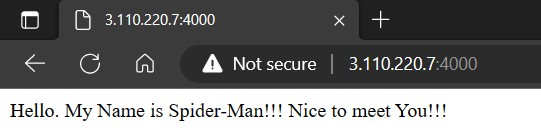 3.110.220.7:4000
Not secure 3.110.220.7:4000
Hello. My Name is Spider-Man!!! Nice to meet You!!!